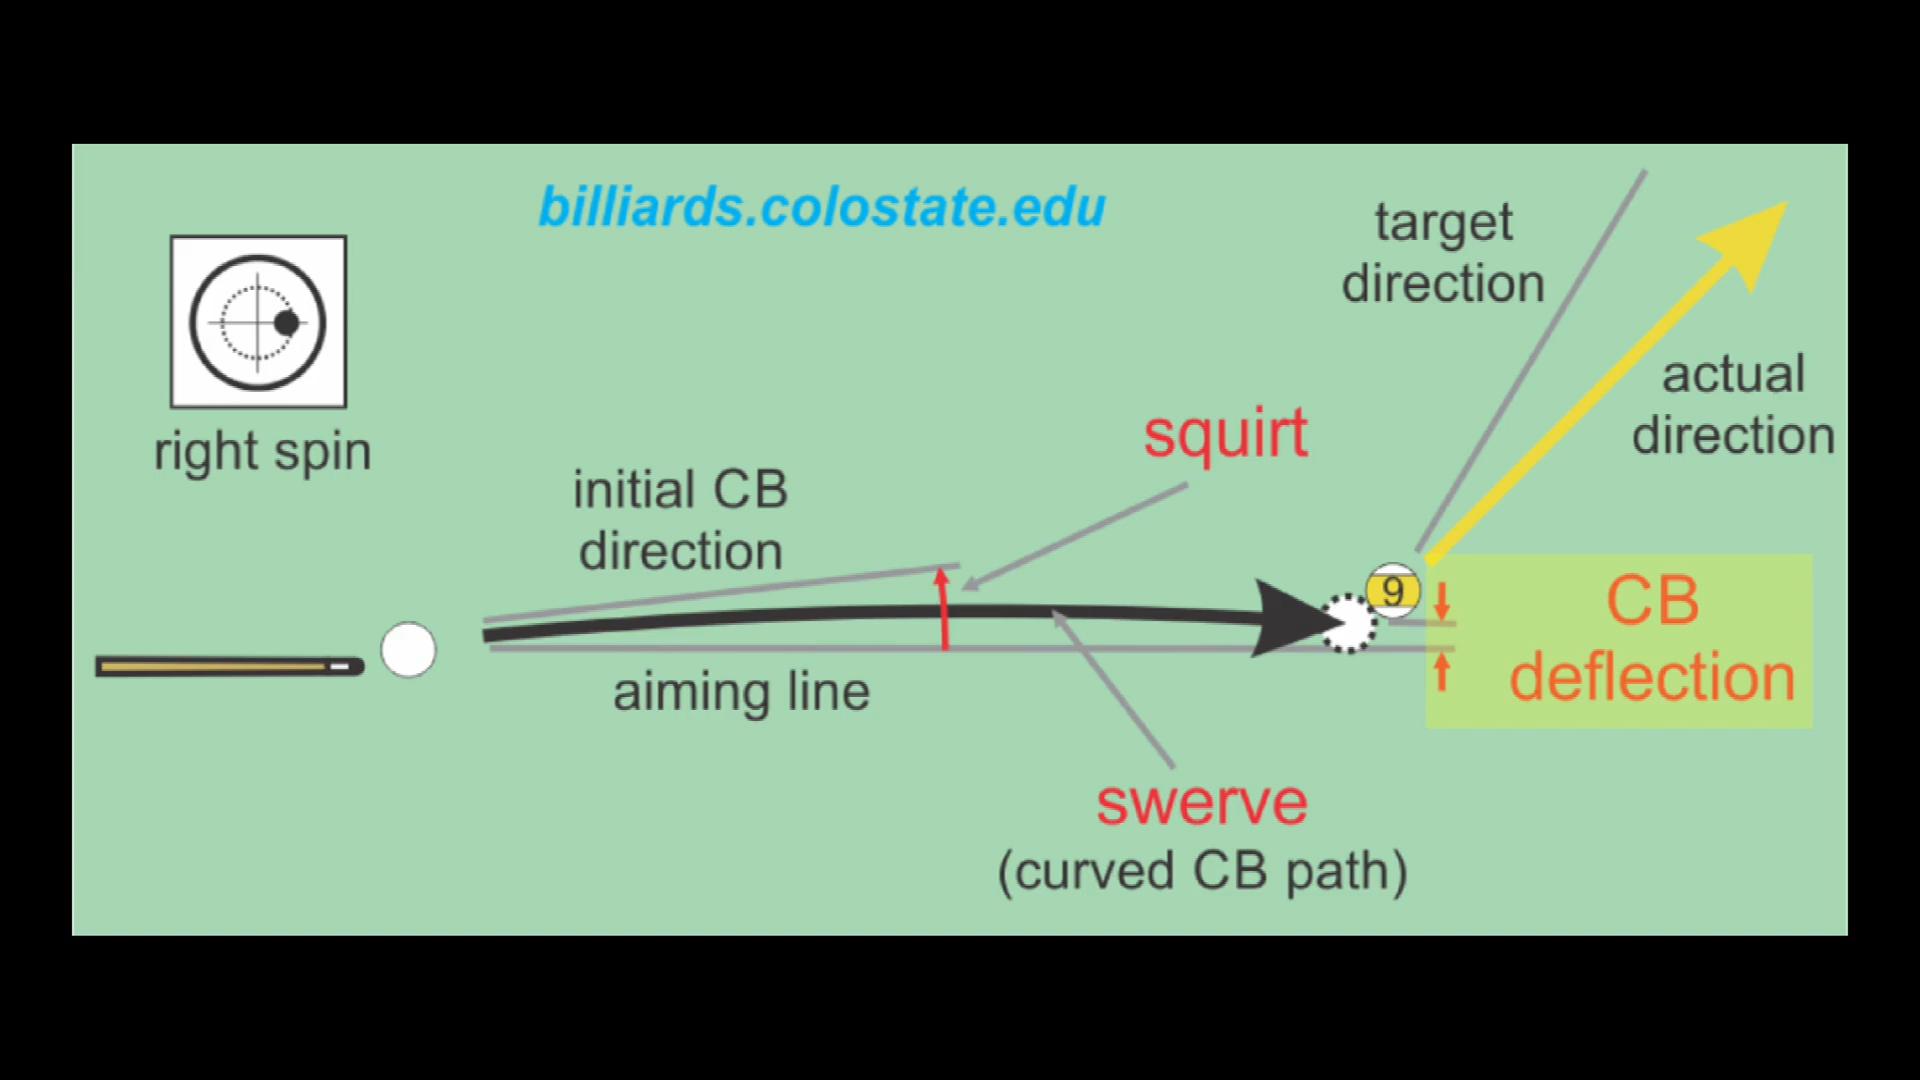 billiards.colostate.edu
target
direction
actual
direction
right spin
squirt
initial CB
direction
9
CB
deflection
aiming line
swerve
(curved CB path)